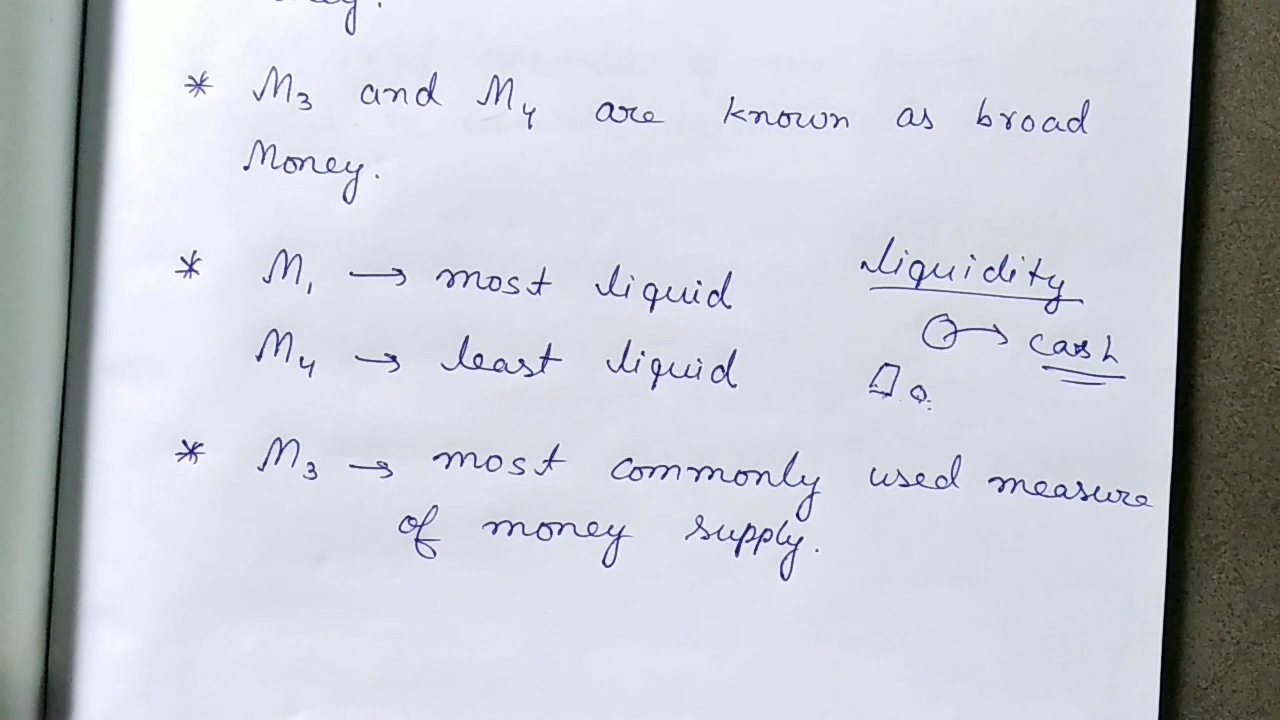 * M₃ and M₄ are known as broad
Money.
* M₁ → most liquid
M₄ → least liquid
liquidity
→ cash
* M₃ → most commonly used measure
of money supply.